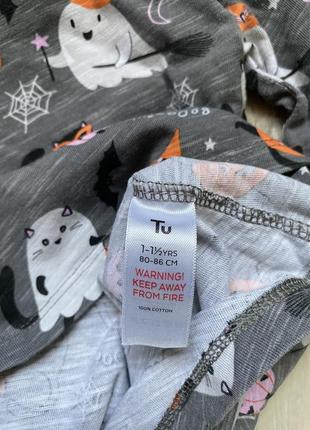 Tu
1-1½YRS
80-86 CM
WARNING!
KEEP AWAY
FROM FIRE
100% COTTON